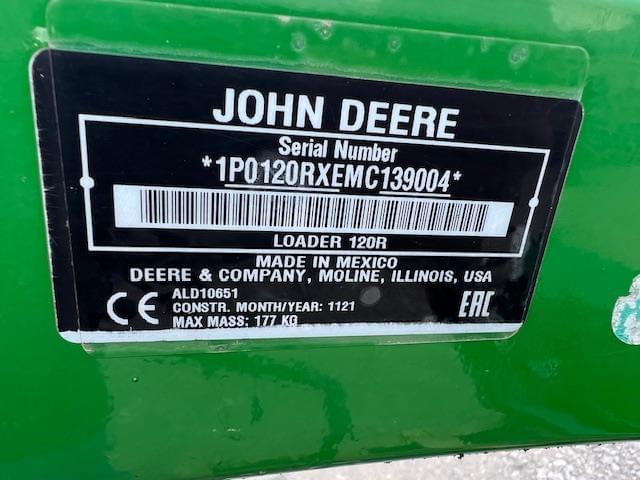 JOHN DEERE
Serial Number
*1P0120RXEMC139004*
LOADER 120R
MADE IN MEXICO
DEERE & COMPANY, MOLINE, ILLINOIS, USA
CE
ALD10651
CONSTR. MONTH/YEAR: 1121
MAX MASS: 177 KG
EAC